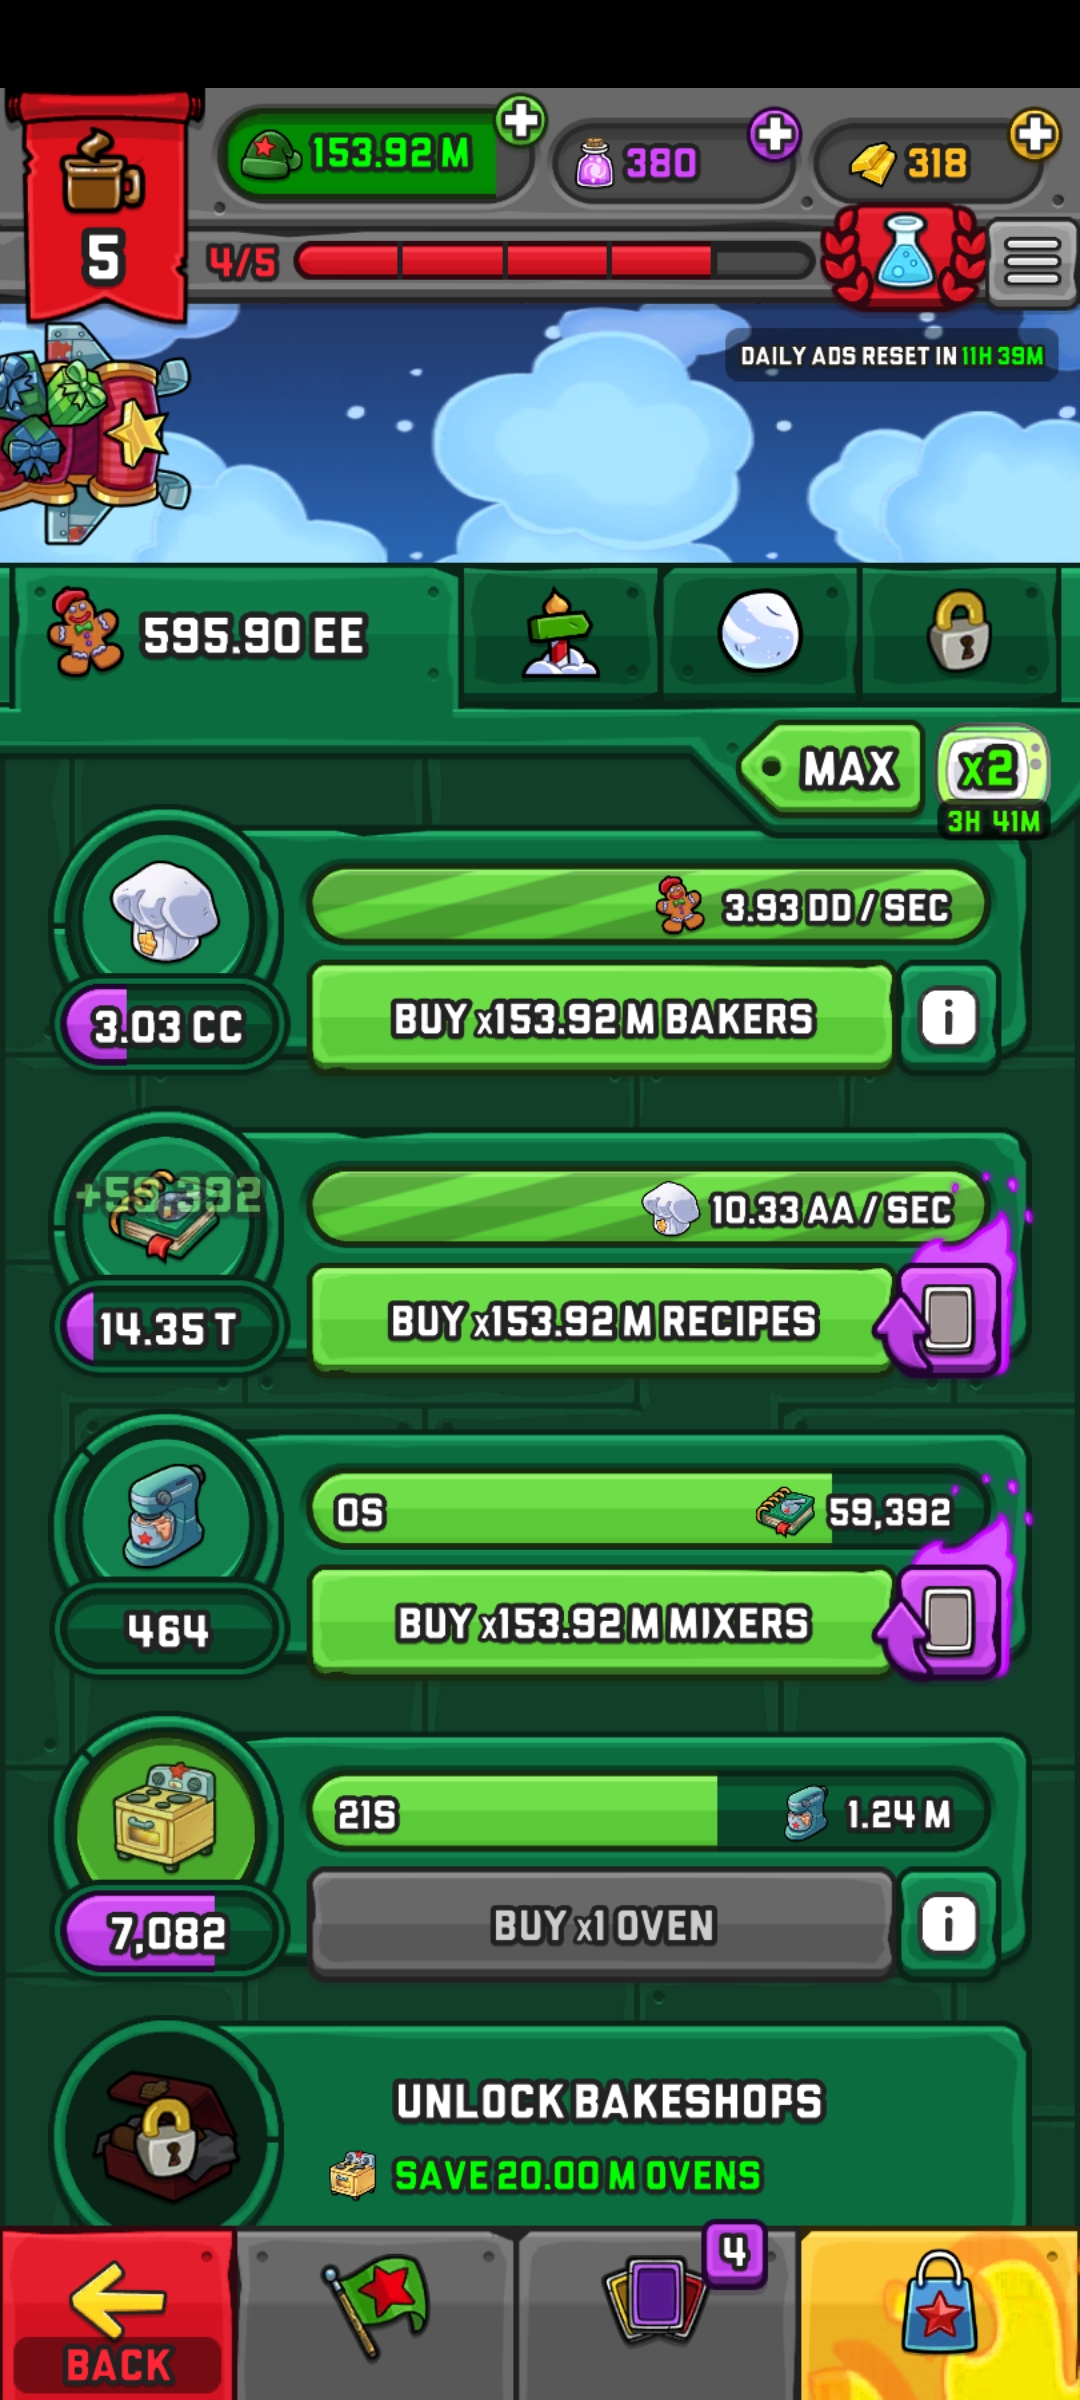 5
153.92 M
380
318
4/5
DAILY ADS RESET IN 11H 39M
595.90 EE
MAX
x2
3H 41M
3.93 DD / SEC
3.03 CC
BUY x153.92 M BAKERS
i
+59,392
10.33 AA / SEC
14.35 T
BUY x153.92 M RECIPES
0S
59,392
464
BUY x153.92 M MIXERS
21S
1.24 M
7,082
BUY x1 OVEN
i
UNLOCK BAKESHOPS
SAVE 20.00 M OVENS
BACK
4